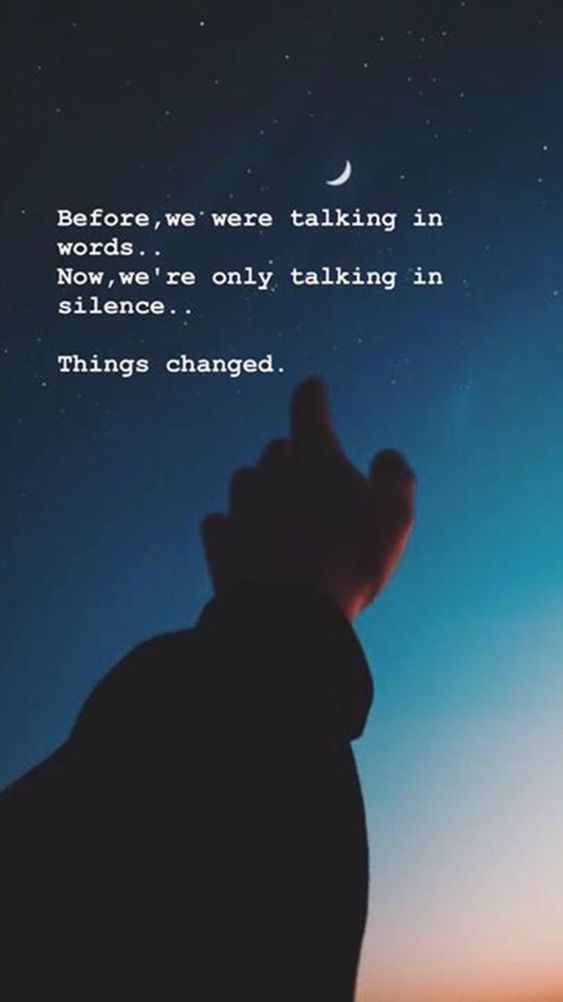 Before,we were talking in
words..
Now,we're only talking in
silence..
Things changed.